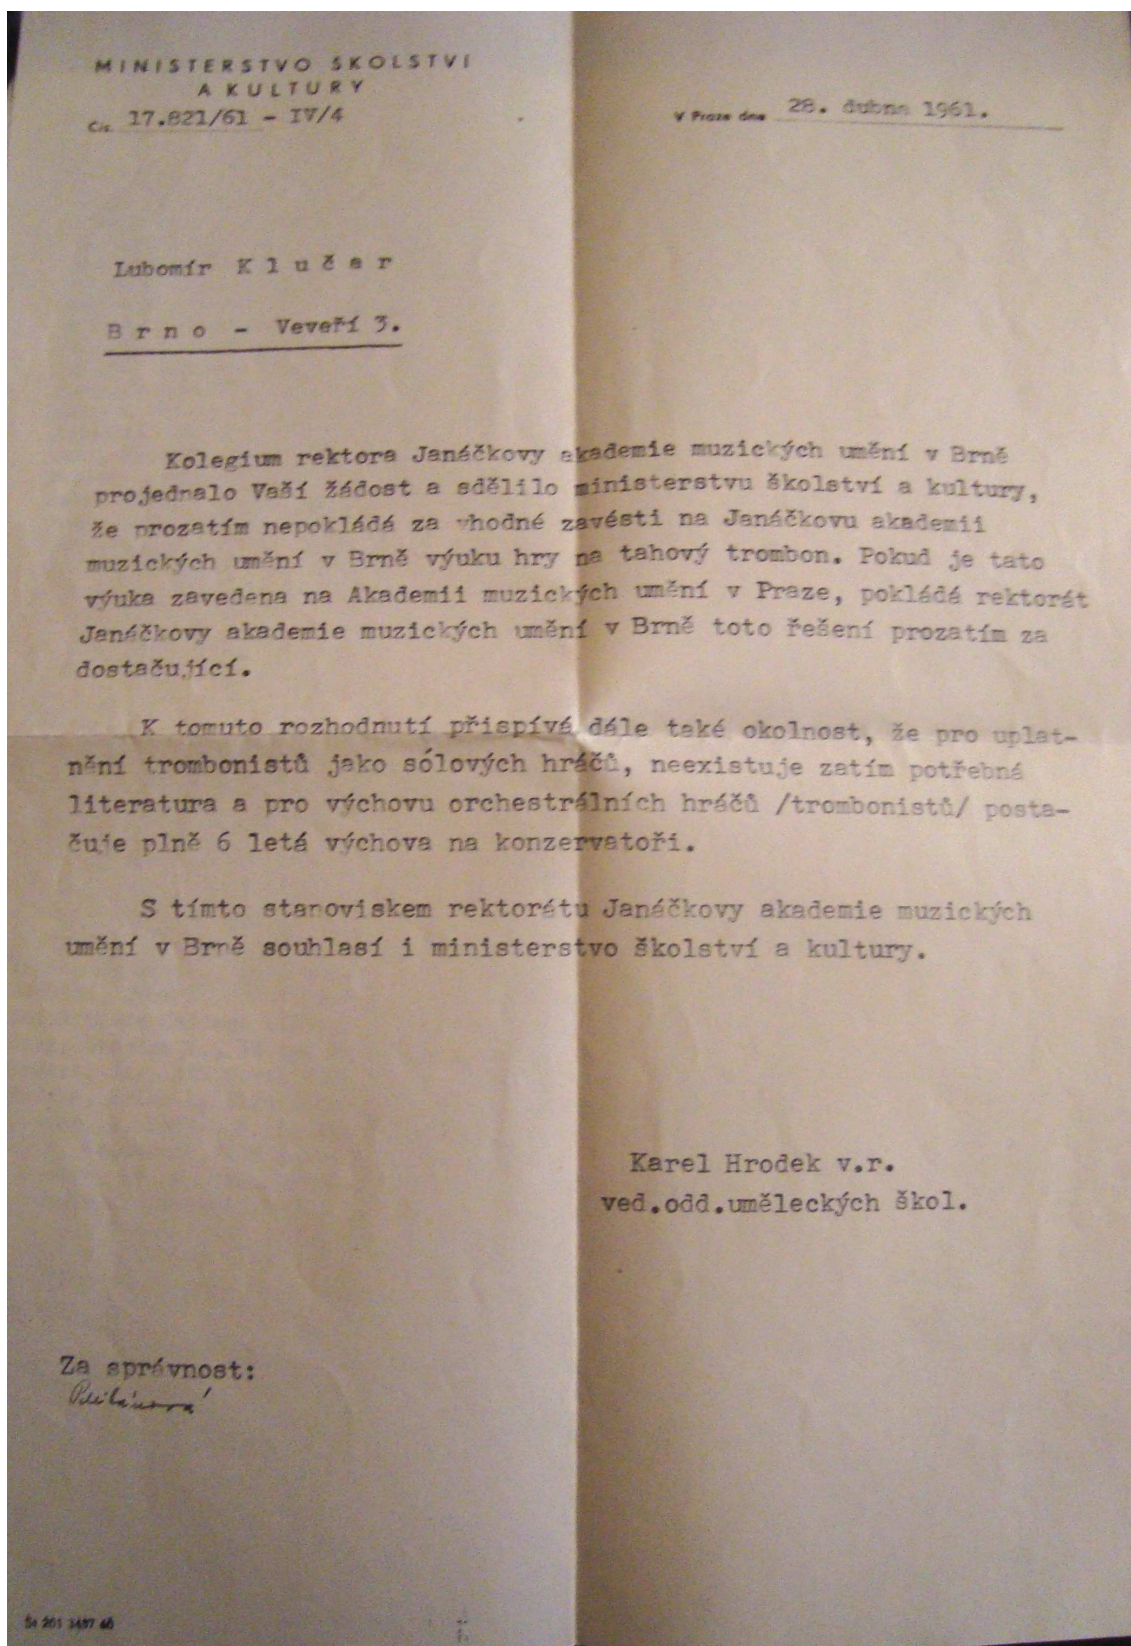 MINISTERSTVO ŠKOLSTVÍ
A KULTURY
Čís. 17.821/61 - IV/4
V Praze dne 28. dubna 1961.
Lubomír K l u č a r
B r n o - Veveří 3.
Kolegium rektora Janáčkovy akademie muzických umění v Brně
projednalo Vaší žádost a sdělilo ministerstvu školství a kultury,
že prozatím nepokládá za vhodné zavésti na Janáčkovu akademii
muzických umění v Brně výuku hry na tahový trombon. Pokud je tato
výuka zavedena na Akademii muzických umění v Praze, pokládá rektorát
Janáčkovy akademie muzických umění v Brně toto řešení prozatím za
dostačující.
K tomuto rozhodnutí přispívá dále také okolnost, že pro uplat-
nění trombonistů jako sólových hráčů, neexistuje zatím potřebná
literatura a pro výchovu orchestrálních hráčů /trombonistů/ posta-
čuje plně 6 letá výchova na konzervatoři.
S tímto stanoviskem rektorátu Janáčkovy akademie muzických
umění v Brně souhlasí i ministerstvo školství a kultury.
Karel Hrodek v.r.
ved.odd.uměleckých škol.
Za správnost: